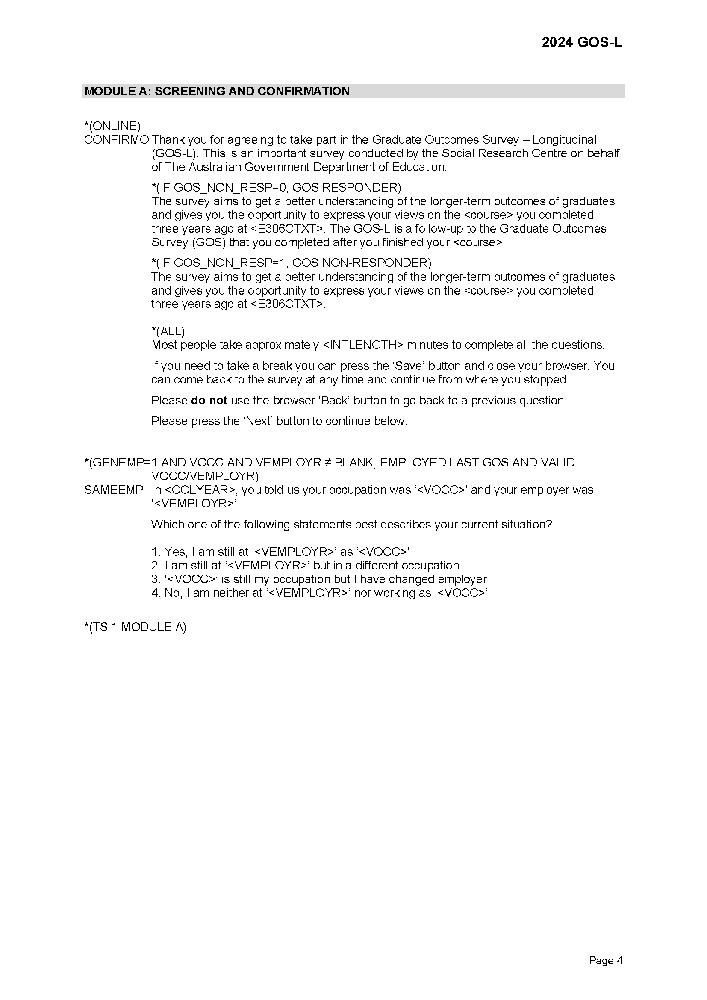 2024 GOS-L
MODULE A: SCREENING AND CONFIRMATION
*(ONLINE)
CONFIRMO Thank you for agreeing to take part in the Graduate Outcomes Survey – Longitudinal
(GOS-L). This is an important survey conducted by the Social Research Centre on behalf
of The Australian Government Department of Education.
*(IF GOS_NON_RESP=0, GOS RESPONDER)
The survey aims to get a better understanding of the longer-term outcomes of graduates
and gives you the opportunity to express your views on the <course> you completed
three years ago at <E306CTXT>. The GOS-L is a follow-up to the Graduate Outcomes
Survey (GOS) that you completed after you finished your <course>.
*(IF GOS_NON_RESP=1, GOS NON-RESPONDER)
The survey aims to get a better understanding of the longer-term outcomes of graduates
and gives you the opportunity to express your views on the <course> you completed
three years ago at <E306CTXT>.
*(ALL)
Most people take approximately <INTLENGTH> minutes to complete all the questions.
If you need to take a break you can press the ‘Save’ button and close your browser. You
can come back to the survey at any time and continue from where you stopped.
Please do not use the browser ‘Back’ button to go back to a previous question.
Please press the ‘Next’ button to continue below.
*(GENEMP=1 AND VOCC AND VEMPLOYR ≠ BLANK, EMPLOYED LAST GOS AND VALID
VOCC/VEMPLOYR)
SAMEEMP In <COLYEAR>, you told us your occupation was ‘<VOCC>’ and your employer was
‘<VEMPLOYR>’.
Which one of the following statements best describes your current situation?
1. Yes, I am still at ‘<VEMPLOYR>’ as ‘<VOCC>’
2. I am still at ‘<VEMPLOYR>’ but in a different occupation
3. ‘<VOCC>’ is still my occupation but I have changed employer
4. No, I am neither at ‘<VEMPLOYR>’ nor working as ‘<VOCC>’
*(TS 1 MODULE A)
Page 4